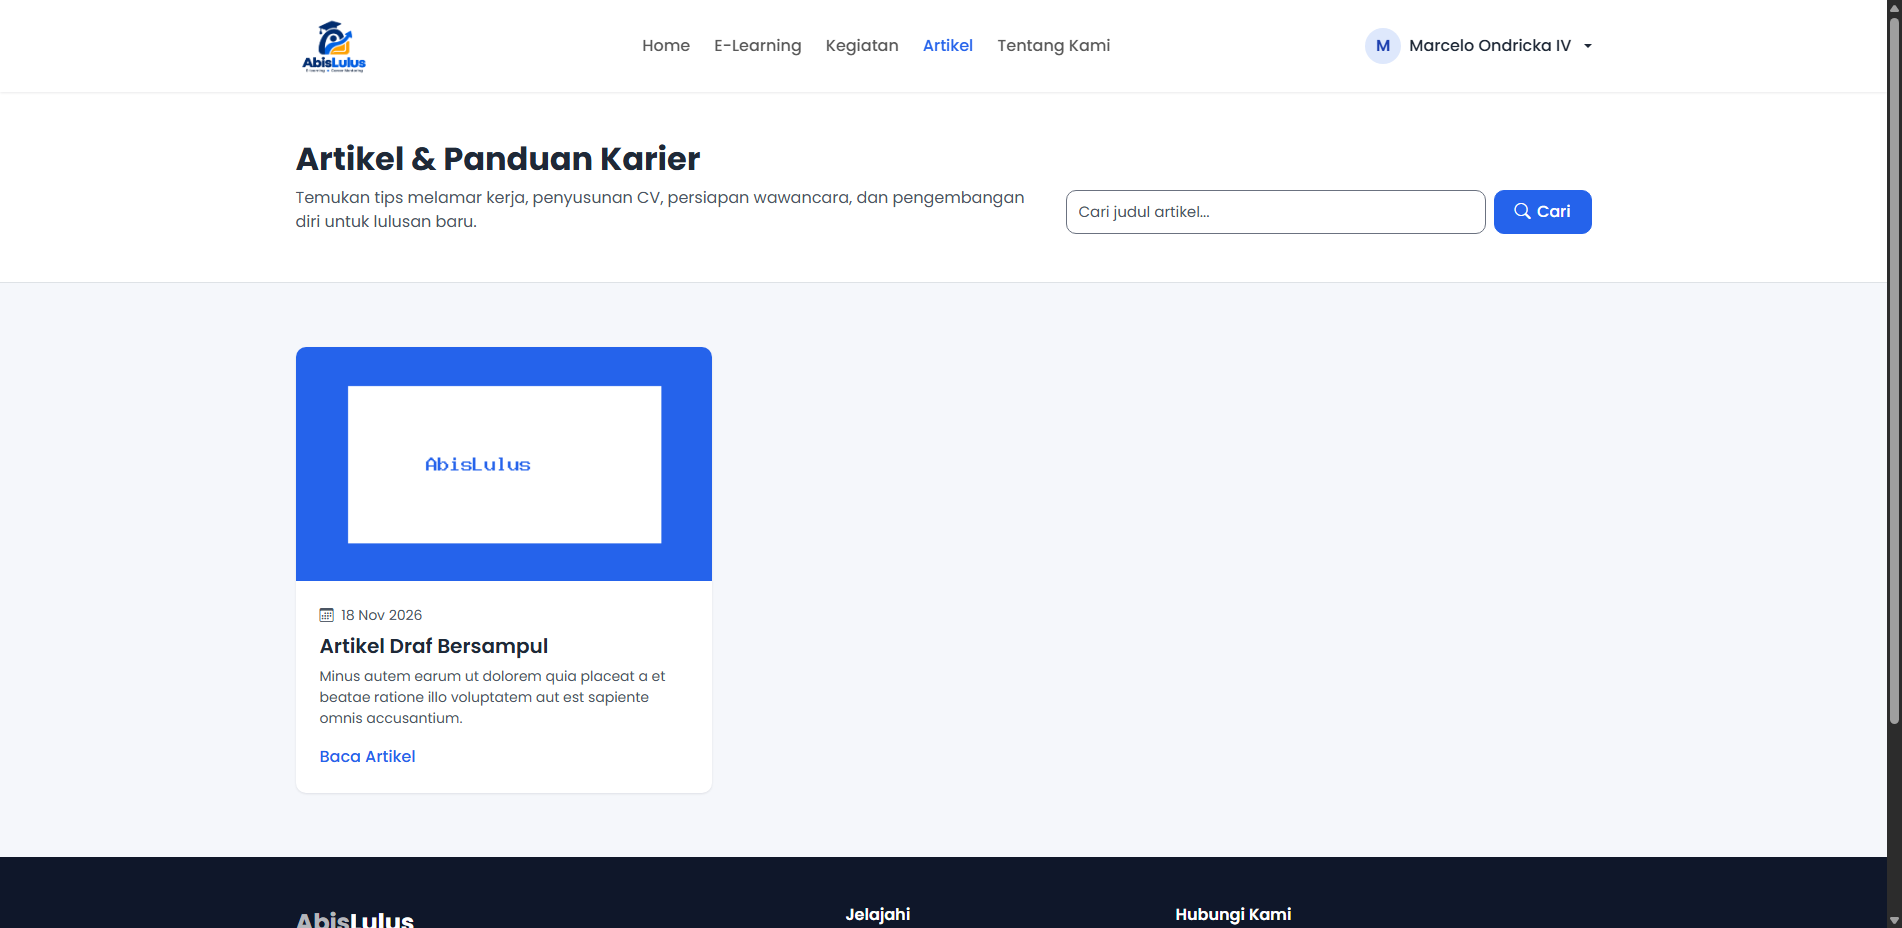 AbisLulus
Home
E-Learning
Kegiatan
Artikel
Tentang Kami
M
Marcelo Ondricka IV
Artikel & Panduan Karier
Temukan tips melamar kerja, penyusunan CV, persiapan wawancara, dan pengembangan
diri untuk lulusan baru.
Cari judul artikel...
Cari
AbisLulus
18 Nov 2026
Artikel Draf Bersampul
Minus autem earum ut dolorem quia placeat a et
beatae ratione illo voluptatem aut est sapiente
omnis accusantium.
Baca Artikel
AbisLulus
Jelajahi
Hubungi Kami